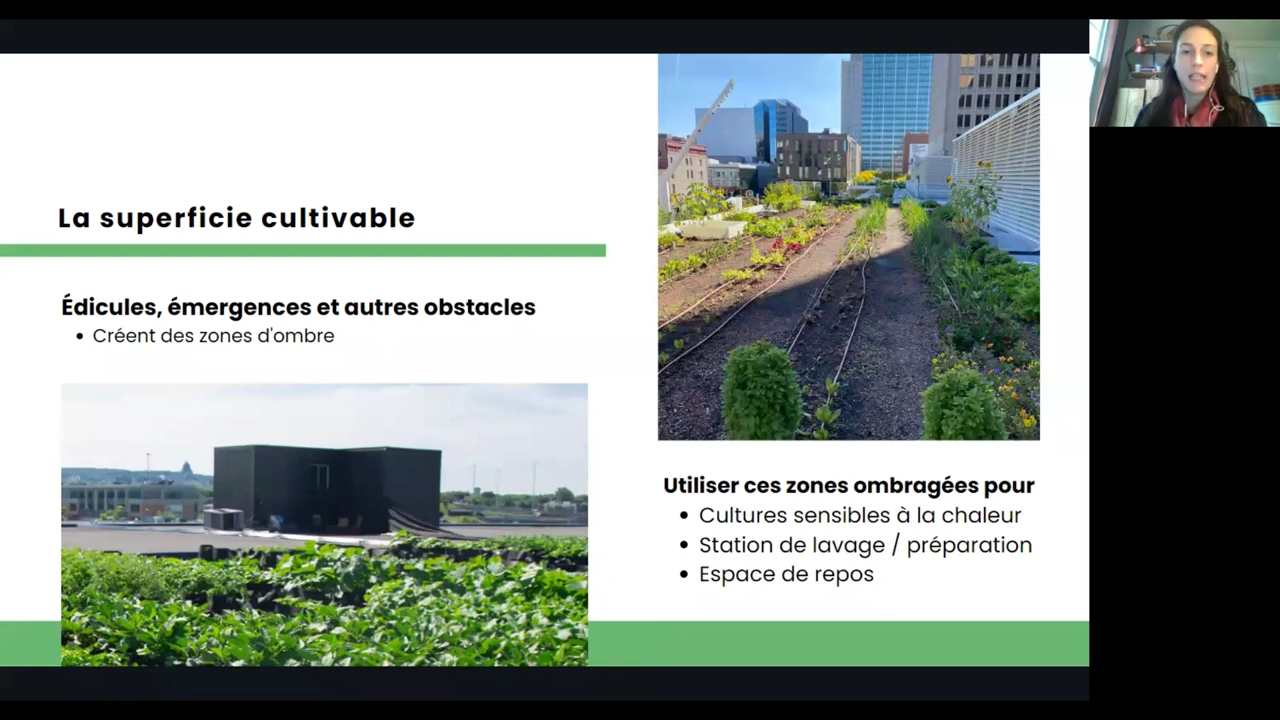 La superficie cultivable
Édicules, émergences et autres obstacles
• Créent des zones d'ombre
Utiliser ces zones ombragées pour
• Cultures sensibles à la chaleur
• Station de lavage / préparation
• Espace de repos